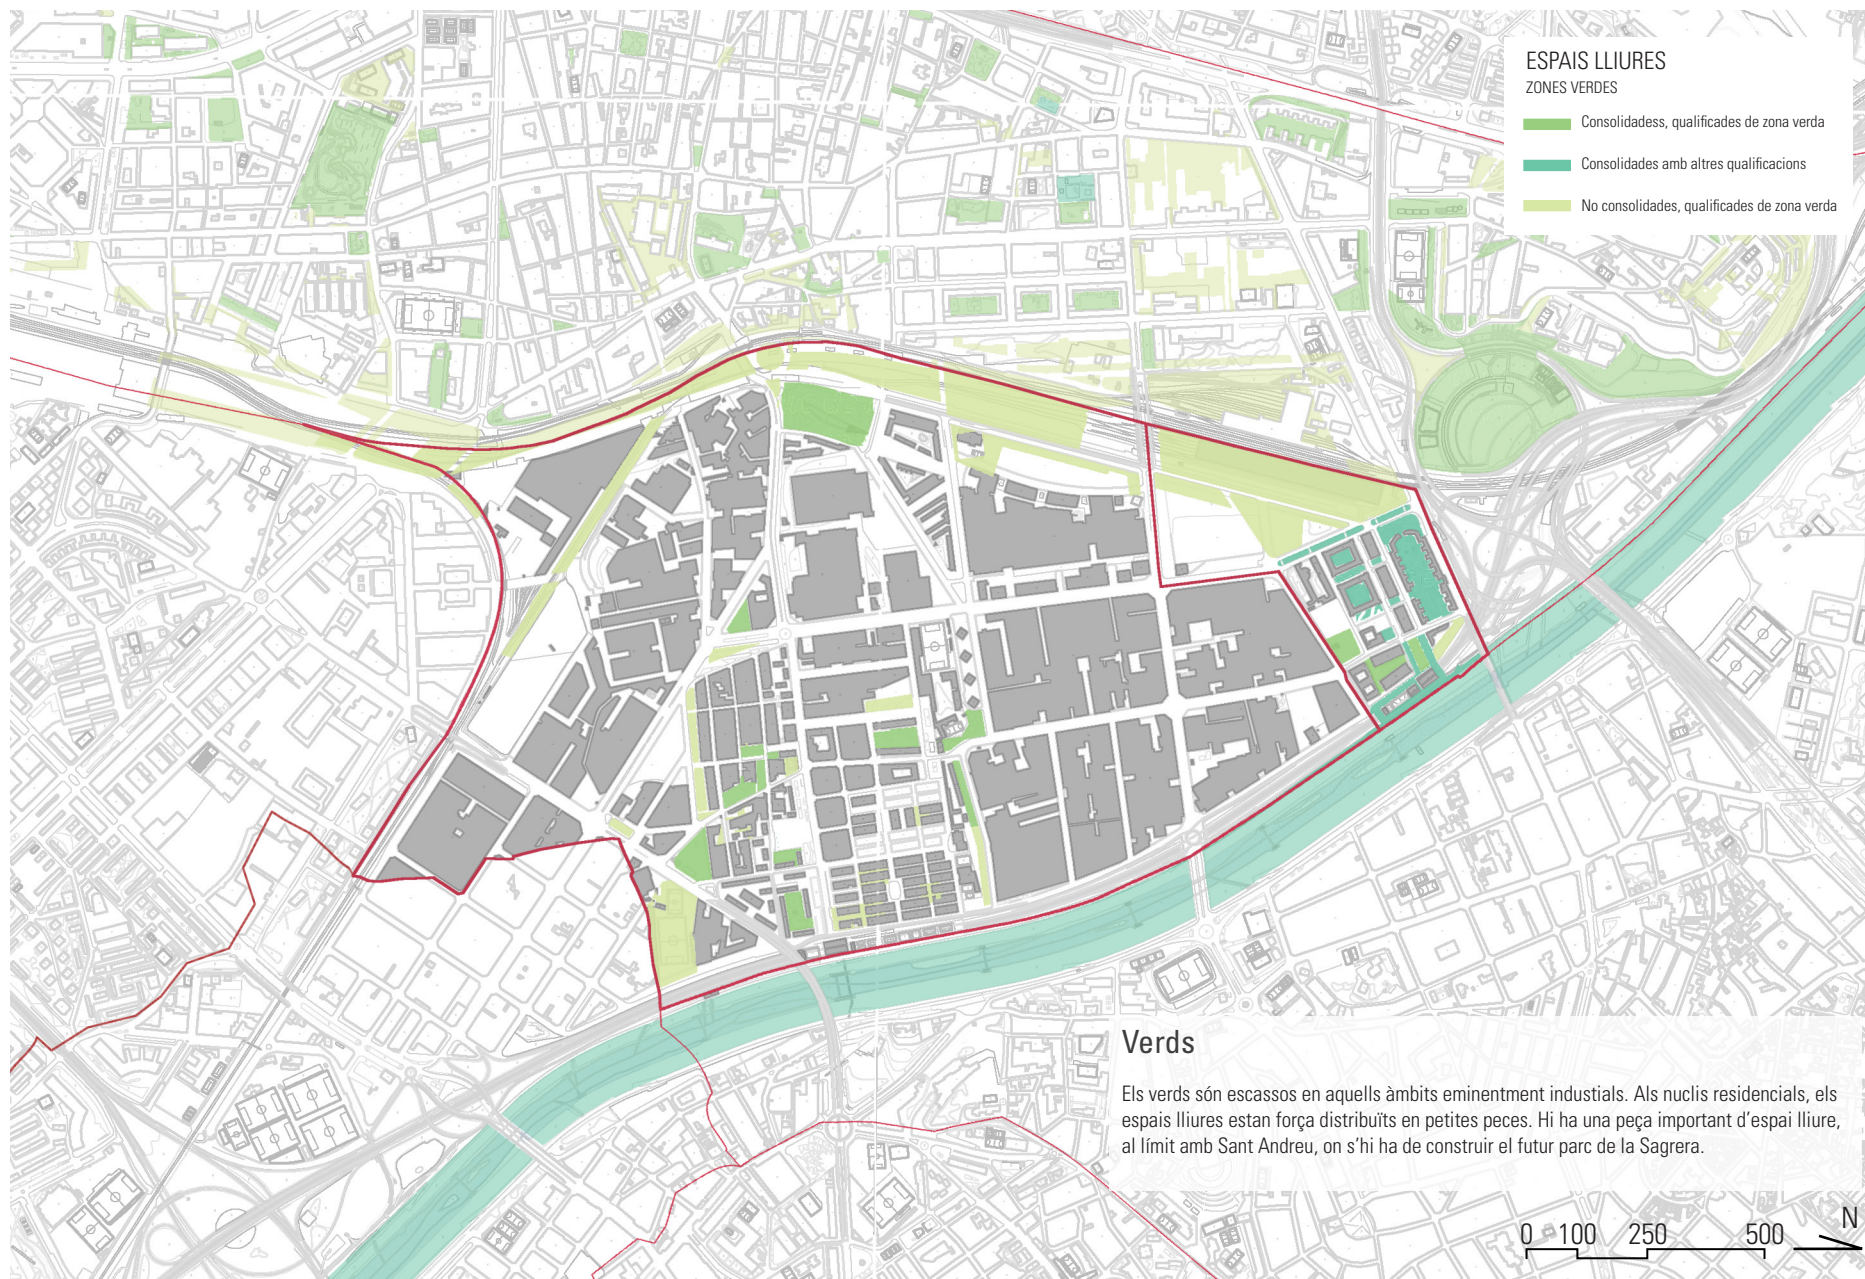 ESPAIS LLIURES
ZONES VERDES
Consolidadess, qualificades de zona verda
Consolidades amb altres qualificacions
No consolidades, qualificades de zona verda
Verds
Els verds són escassos en aquells àmbits eminentment industials. Als nuclis residencials, els
espais lliures estan força distribuïts en petites peces. Hi ha una peça important d'espai lliure,
al límit amb Sant Andreu, on s'hi ha de construir el futur parc de la Sagrera.
0 100 250 500 N